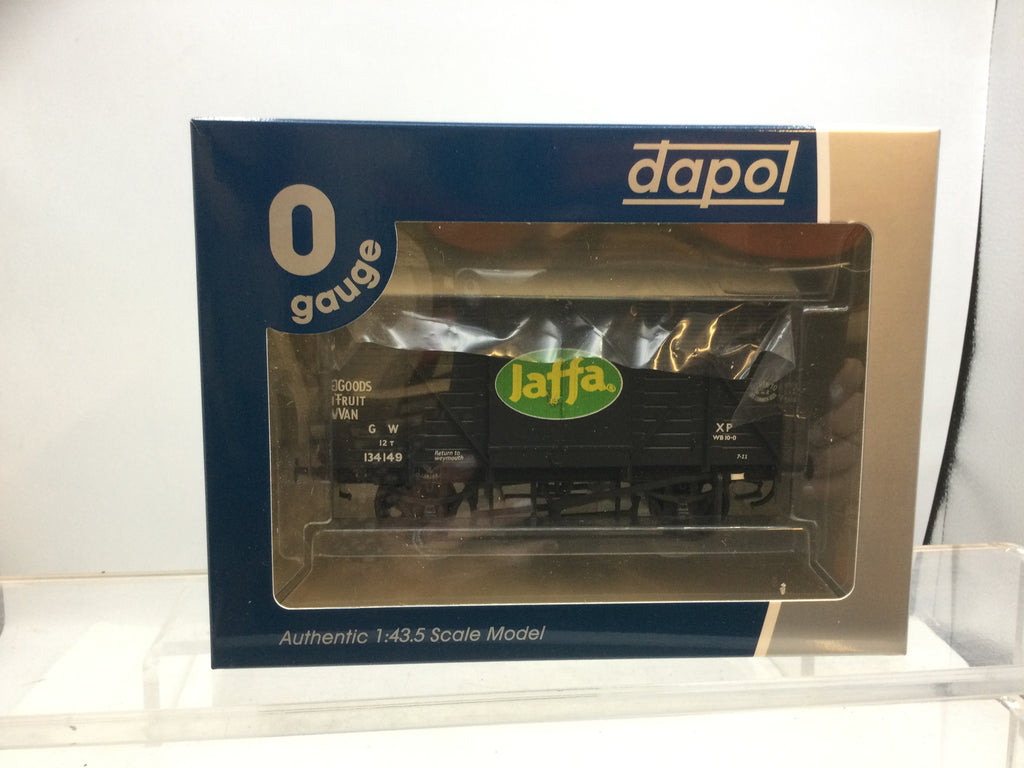 dapol
O
gauge
Jaffa®
GOODS
FRUIT
VAN
G W
12 T
134149
Return to
weymouth
XP
WB 10-0
7-11
Authentic 1:43.5 Scale Model